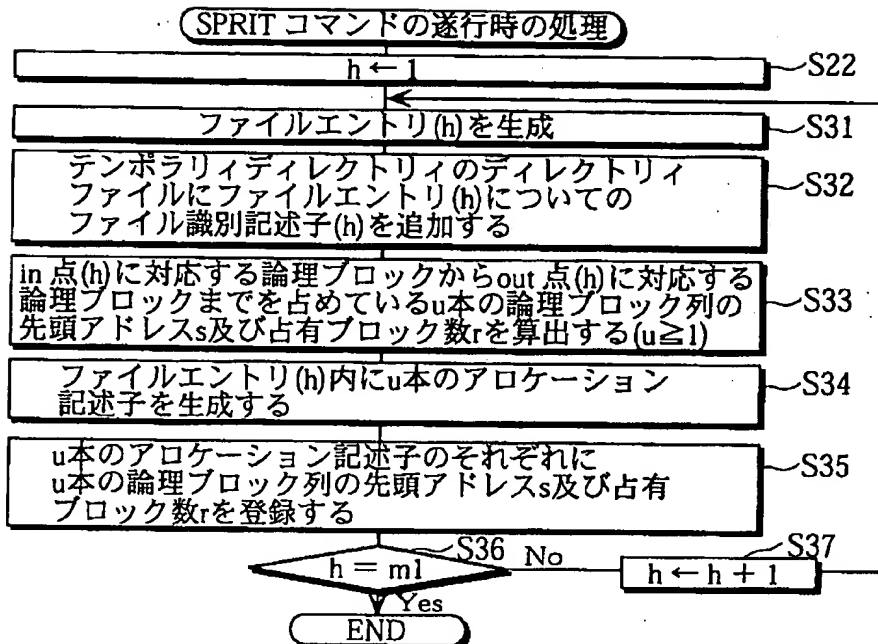 SPRIT コマンドの遂行時の処理
h ← 1
S22
ファイルエントリ(h)を生成
S31
テンポラリィディレクトリィのディレクトリィ
ファイルにファイルエントリ(h)についての
ファイル識別記述子(h)を追加する
S32
in 点(h)に対応する論理ブロックからout 点(h)に対応する
論理ブロックまでを占めているu本の論理ブロック列の
先頭アドレスs及び占有ブロック数rを算出する(u≧1)
S33
ファイルエントリ(h)内にu本のアロケーション
記述子を生成する
S34
u本のアロケーション記述子のそれぞれに
u本の論理ブロック列の先頭アドレスs及び占有
ブロック数rを登録する
S35
S36
h = m1
No
S37
h ← h + 1
Yes
END